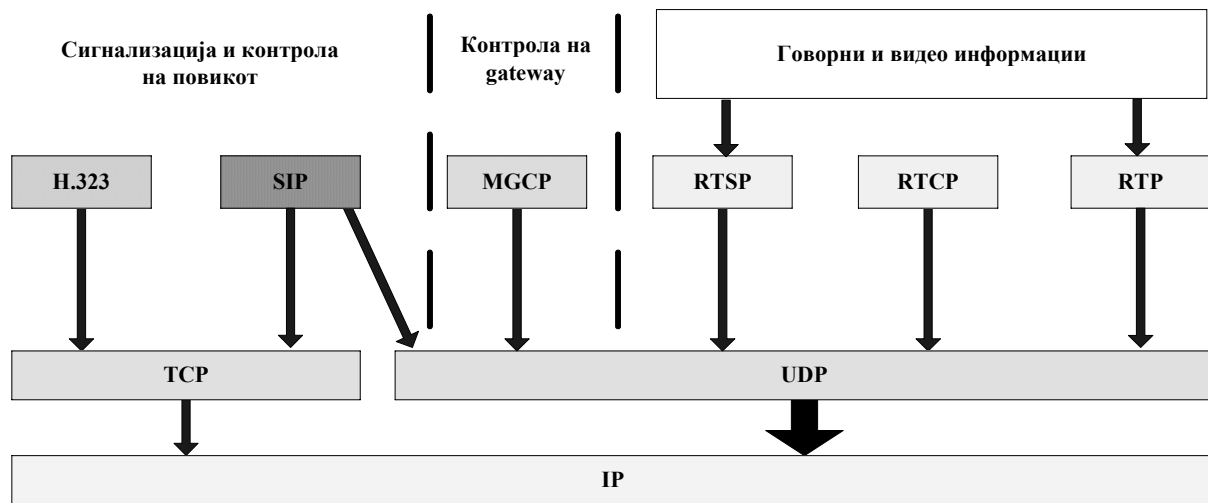 Сигнализација и контрола
на повикот
Контрола на
gateway
Говорни и видео информации
H.323
SIP
MGCP
RTSP
RTCP
RTP
TCP
UDP
IP